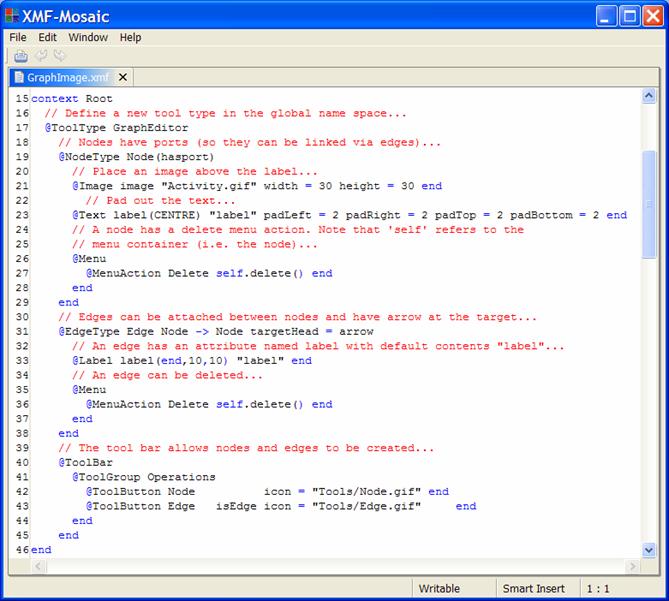 XMF-Mosaic
File Edit Window Help
GraphImage.xmf
15 context Root
16   // Define a new tool type in the global name space...
17   @ToolType GraphEditor
18     // Nodes have ports (so they can be linked via edges)...
19     @NodeType Node(hasport)
20       // Place an image above the label...
21       @Image image "Activity.gif" width = 30 height = 30 end
22         // Pad out the text...
23       @Text label(CENTRE) "label" padLeft = 2 padRight = 2 padTop = 2 padBottom = 2 end
24       // A node has a delete menu action. Note that 'self' refers to the
25       // menu container (i.e. the node)...
26       @Menu
27         @MenuAction Delete self.delete() end
28       end
29     end
30     // Edges can be attached between nodes and have arrow at the target...
31     @EdgeType Edge Node -> Node targetHead = arrow
32       // An edge has an attribute named label with default contents "label"...
33       @Label label(end,10,10) "label" end
34       // An edge can be deleted...
35       @Menu
36         @MenuAction Delete self.delete() end
37       end
38     end
39     // The tool bar allows nodes and edges to be created...
40     @ToolBar
41       @ToolGroup Operations
42         @ToolButton Node          icon = "Tools/Node.gif" end
43         @ToolButton Edge   isEdge icon = "Tools/Edge.gif"     end
44       end
45     end
46 end
Writable Smart Insert 1 : 1